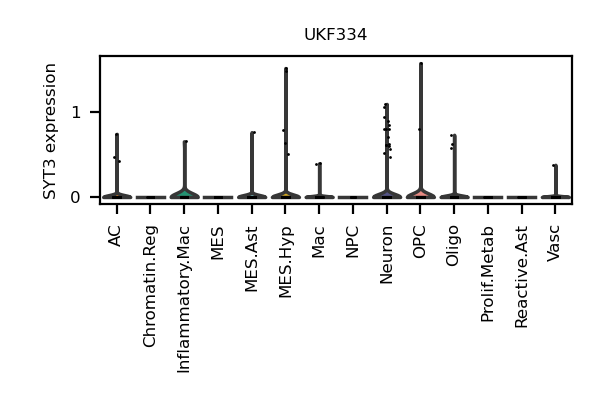 UKF334
SYT3 expression
1
0
AC
Chromatin.Reg
Inflammatory.Mac
MES
MES.Ast
MES.Hyp
Mac
NPC
Neuron
OPC
Oligo
Prolif.Metab
Reactive.Ast
Vasc